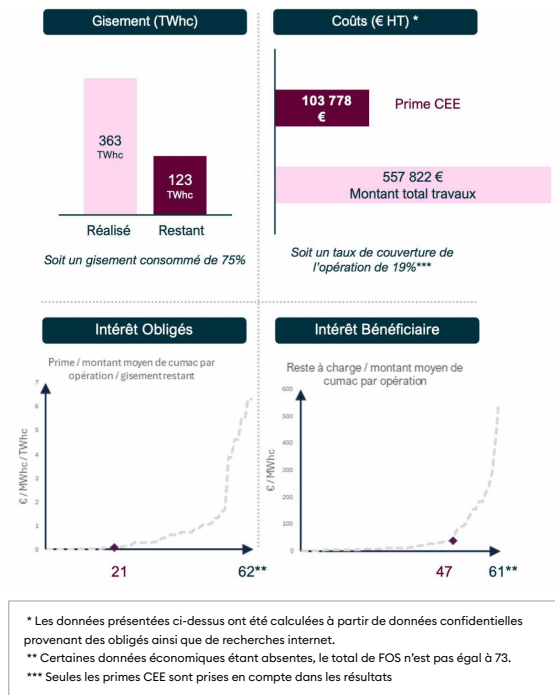 Gisement (TWhc)
363
TWhc
123
TWhc
Réalisé
Restant
Soit un gisement consommé de 75%
Coûts (€ HT) *
103 778
€
Prime CEE
557 822 €
Montant total travaux
Soit un taux de couverture de
l'opération de 19%***
Intérêt Obligés
Prime / montant moyen de cumac par
opération / gisement restant
€ / MWhc / TWhc
7
6
5
4
3
2
1
0
21
62**
Intérêt Bénéficiaire
Reste à charge / montant moyen de
cumac par opération
€ / MWhc
600
500
400
300
200
100
0
47
61**
* Les données présentées ci-dessus ont été calculées à partir de données confidentielles
provenant des obligés ainsi que de recherches internet.
** Certaines données économiques étant absentes, le total de FOS n'est pas égal à 73.
*** Seules les primes CEE sont prises en compte dans les résultats